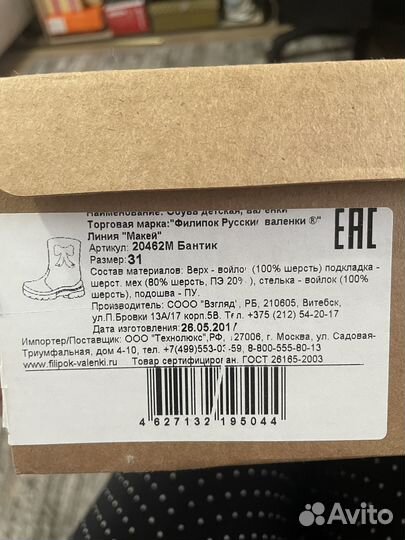 Наименование: Обувь детская, валенки
Торговая марка:"Филипок Русские валенки ®"
Линия "Макей"
Артикул: 20462М Бантик
Размер: 31
Состав материалов: Верх - войлок (100% шерсть) подкладка -
шерст. мех (80% шерсть, ПЭ 20%), стелька - войлок (100%
шерсть), подошва - ПУ.
Производитель: ООО "Взгляд", РБ, 210605, Витебск,
ул.П.Бровки 13А/17 корп.5В. Тел. +375 (212) 54-20-17
Дата изготовления: 26.05.2017
Импортер/Поставщик: ООО "Технолюкс",РФ, 127006, г. Москва, ул. Садовая-
Триумфальная, дом 4-10, тел. +7(499)553-03-59, 8-800-555-80-13
www.filipok-valenki.ru Товар сертифицирован. ГОСТ 26165-2003
EAC
4 627132 195044
Avito